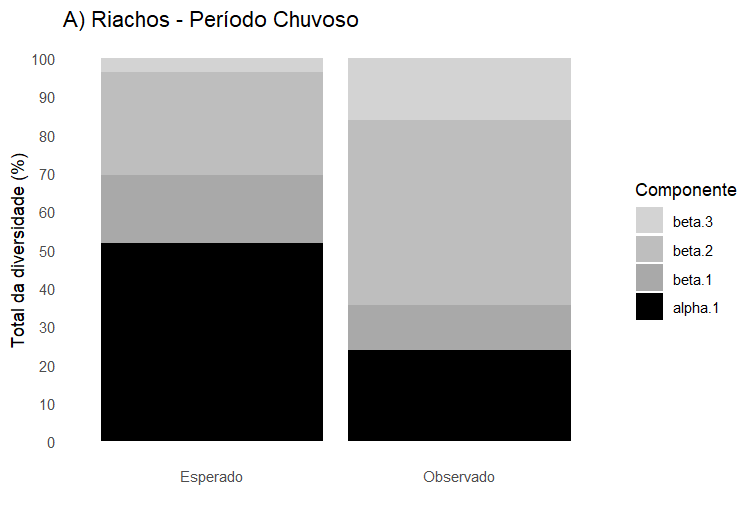 A) Riachos - Período Chuvoso
Total da diversidade (%)
100
90
80
70
60
50
40
30
20
10
0
Esperado
Observado
Componente
beta.3
beta.2
beta.1
alpha.1